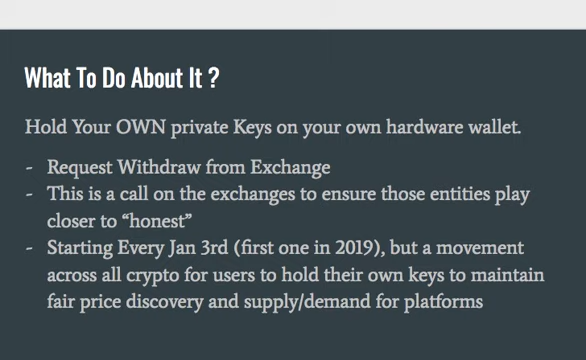 What To Do About It ?
Hold Your OWN private Keys on your own hardware wallet.
- Request Withdraw from Exchange
- This is a call on the exchanges to ensure those entities play
closer to “honest”
- Starting Every Jan 3rd (first one in 2019), but a movement
across all crypto for users to hold their own keys to maintain
fair price discovery and supply/demand for platforms